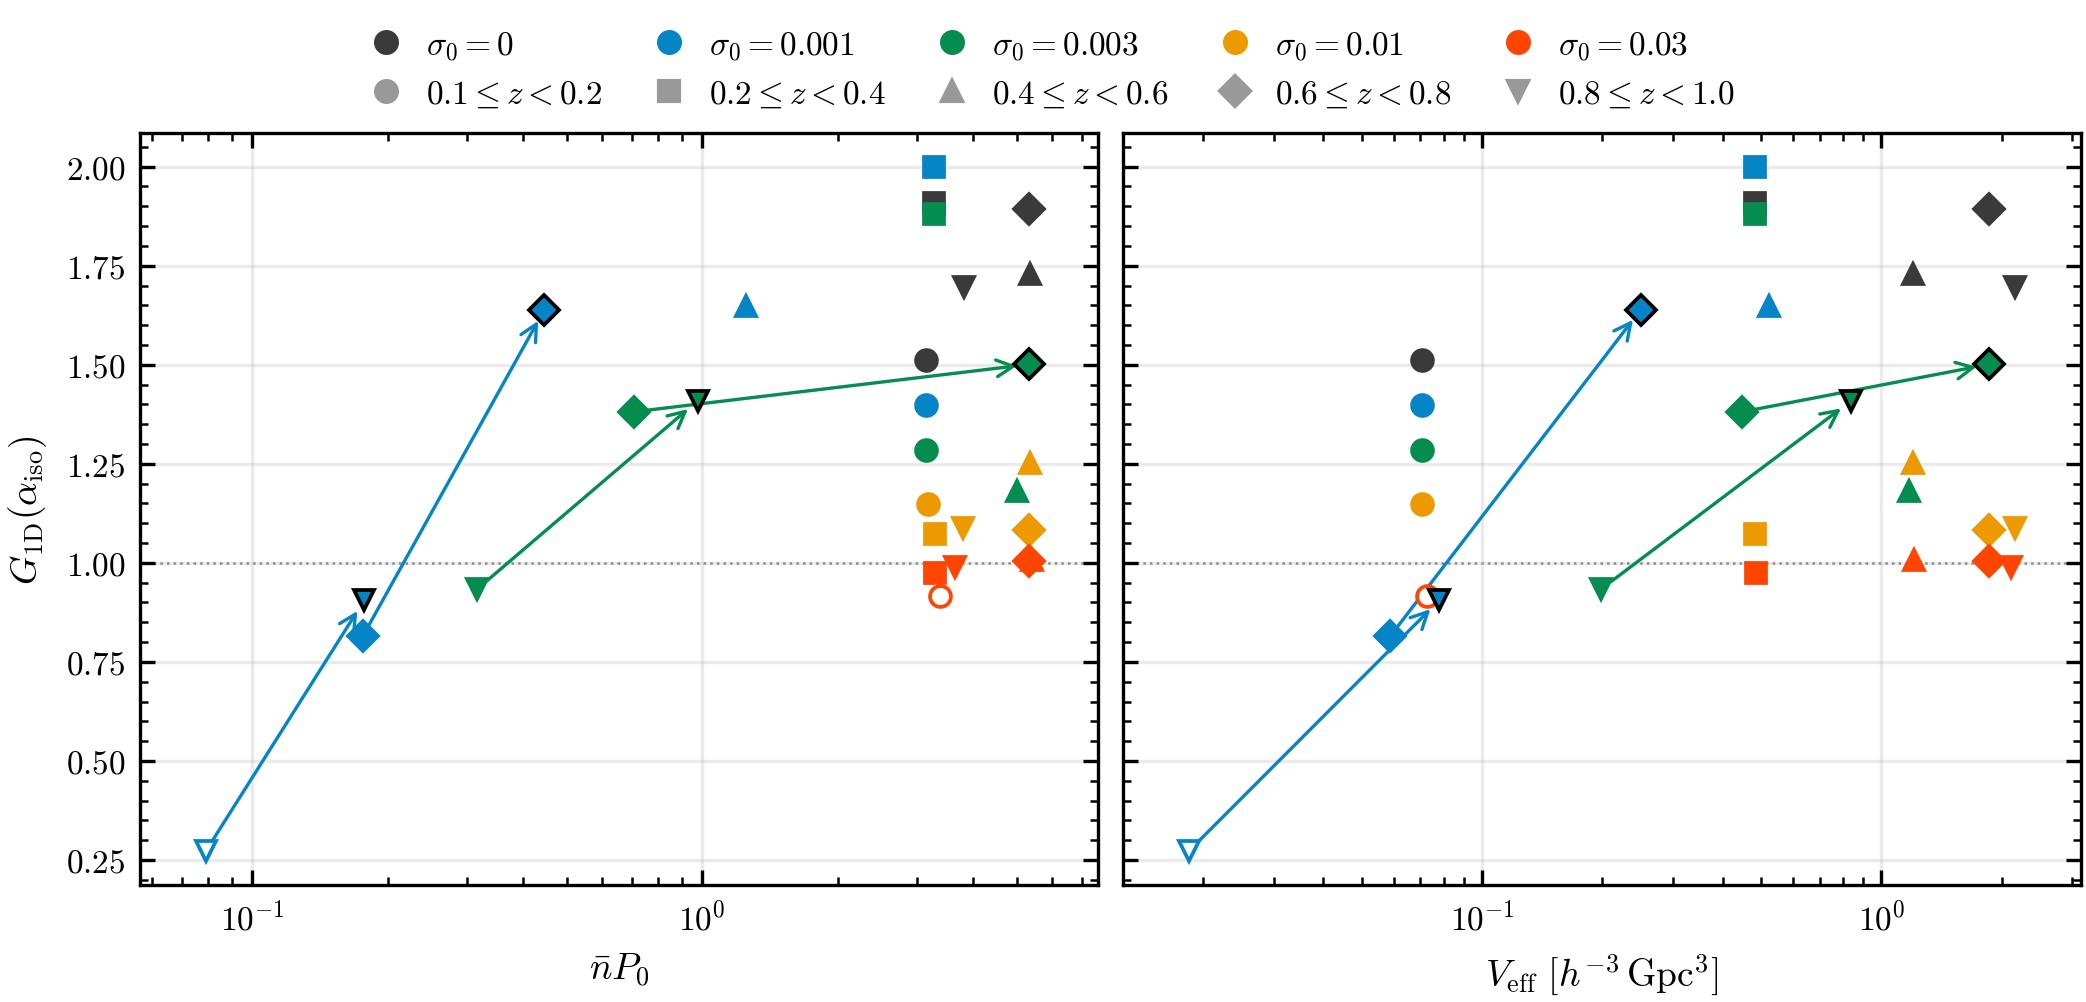 σ₀ = 0 σ₀ = 0.001 σ₀ = 0.003 σ₀ = 0.01 σ₀ = 0.03
0.1 ≤ z < 0.2 0.2 ≤ z < 0.4 0.4 ≤ z < 0.6 0.6 ≤ z < 0.8 0.8 ≤ z < 1.0
2.00
1.75
1.50
1.25
1.00
0.75
0.50
0.25
G₁D(α_iso)
10⁻¹ 10⁰ 10⁻¹ 10⁰
n̄P₀ V_eff [h⁻³ Gpc³]